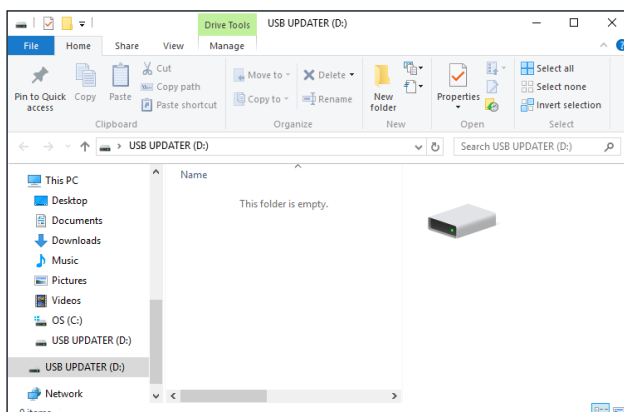 Drive Tools USB UPDATER (D:)
File Home Share View Manage
Pin to Quick access
Copy
Paste
Cut
Copy path
Paste shortcut
Clipboard
Move to
Copy to
Delete
Rename
Organize
New folder
New
Properties
Open
Select all
Select none
Invert selection
Select
USB UPDATER (D:)
Search USB UPDATER (D:)
This PC
Desktop
Documents
Downloads
Music
Pictures
Videos
OS (C:)
USB UPDATER (D:)
USB UPDATER (D:)
Network
Name
This folder is empty.
0 items